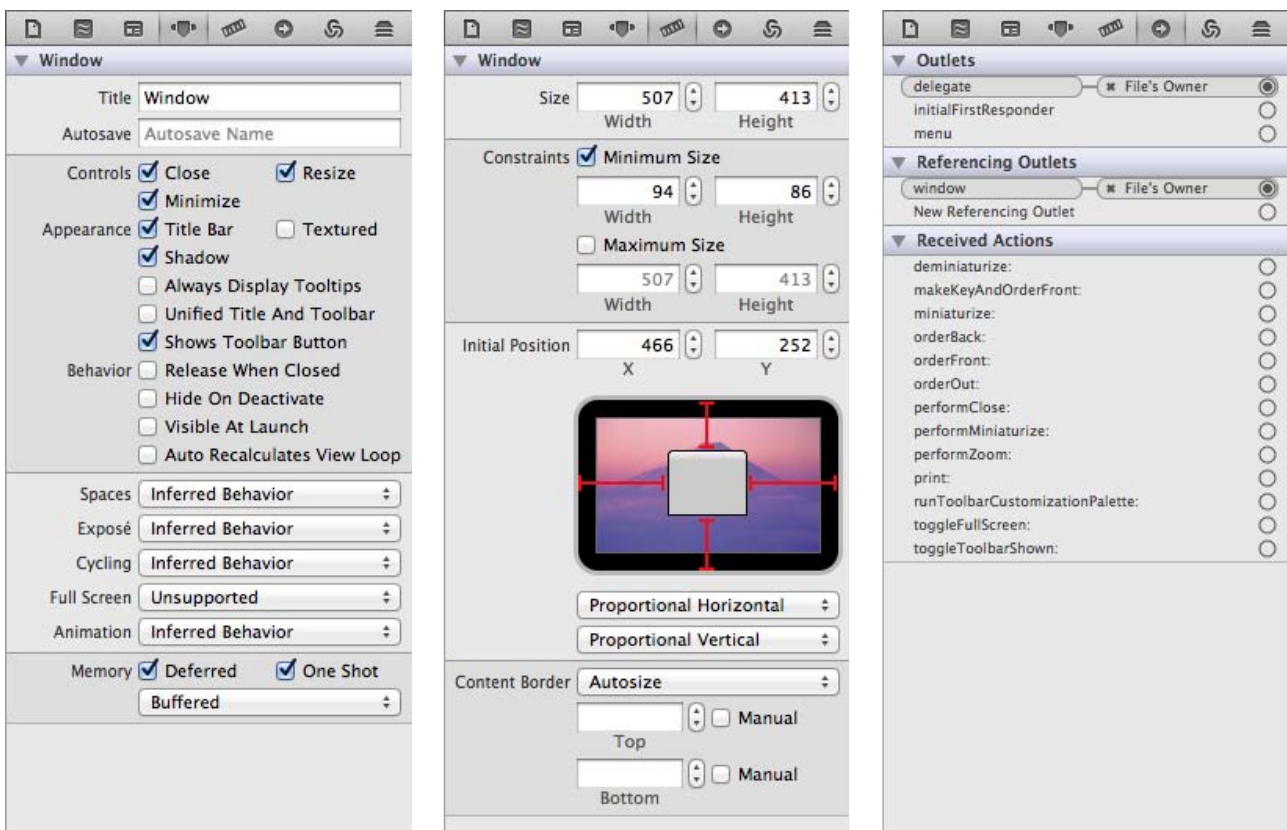 Window
Title Window
Autosave Autosave Name
Controls Close Resize
Minimize
Appearance Title Bar Textured
Shadow
Always Display Tooltips
Unified Title And Toolbar
Shows Toolbar Button
Behavior Release When Closed
Hide On Deactivate
Visible At Launch
Auto Recalculates View Loop
Spaces Inferred Behavior
Exposé Inferred Behavior
Cycling Inferred Behavior
Full Screen Unsupported
Animation Inferred Behavior
Memory Deferred One Shot
Buffered
Window
Size 507 413
Width Height
Constraints Minimum Size
94 86
Width Height
Maximum Size
507 413
Width Height
Initial Position 466 252
X Y
Proportional Horizontal
Proportional Vertical
Content Border Autosize
Manual
Top
Manual
Bottom
Outlets
delegate File's Owner
initialFirstResponder
menu
Referencing Outlets
window File's Owner
New Referencing Outlet
Received Actions
deminiaturize:
makeKeyAndOrderFront:
miniaturize:
orderBack:
orderFront:
orderOut:
performClose:
performMiniaturize:
performZoom:
print:
runToolbarCustomizationPalette:
toggleFullScreen:
toggleToolbarShown: